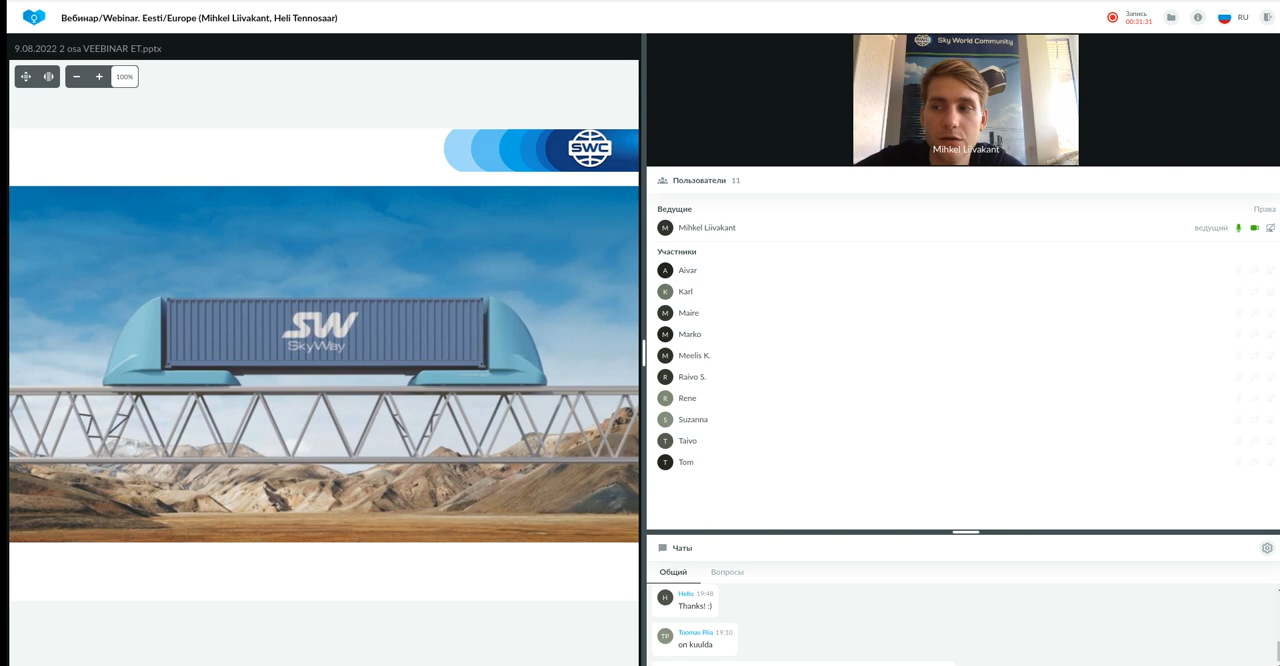 Вебинар/Webinar. Eesti/Europe (Mihkel Liivakant, Heli Tennosaar)
Запись
00:31:31
RU
9.08.2022 2 osa VEEBINAR ET.pptx
100%
SWC
SW
SkyWay
Sky World Community
Mihkel Liivakant
Пользователи 11
Ведущие Права
M Mihkel Liivakant ведущий
Участники
A Aivar
K Karl
M Maire
M Marko
M Meelis K.
R Raivo S.
R Rene
S Suzanna
T Taivo
T Tom
Чаты
Общий Вопросы
H Hello 19:48
Thanks! :)
TP Toomas Piia 19:10
on kuulda